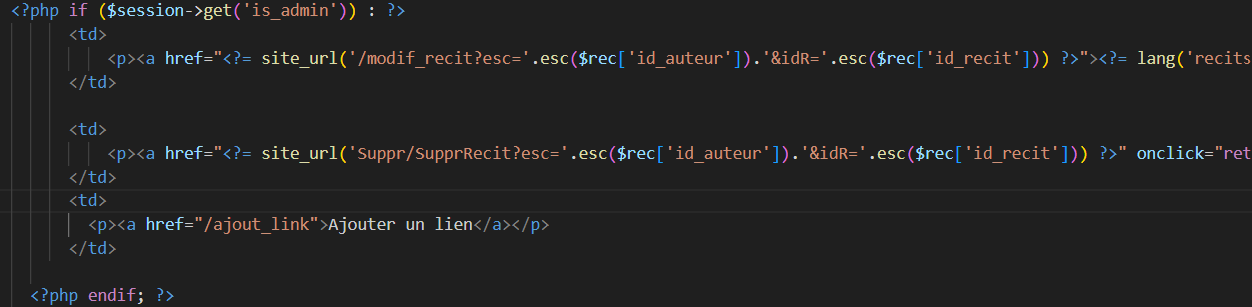 <?php if ($session->get('is_admin')) : ?>
<td>
<p><a href="<?= site_url('/modif_recit?esc='.esc($rec['id_auteur']).'&idR='.esc($rec['id_recit'])) ?>"><?= lang('recits
</td>
<td>
<p><a href="<?= site_url('Suppr/SupprRecit?esc='.esc($rec['id_auteur']).'&idR='.esc($rec['id_recit'])) ?>" onclick="ret
</td>
<td>
<p><a href="/ajout_link">Ajouter un lien</a></p>
</td>
<?php endif; ?>